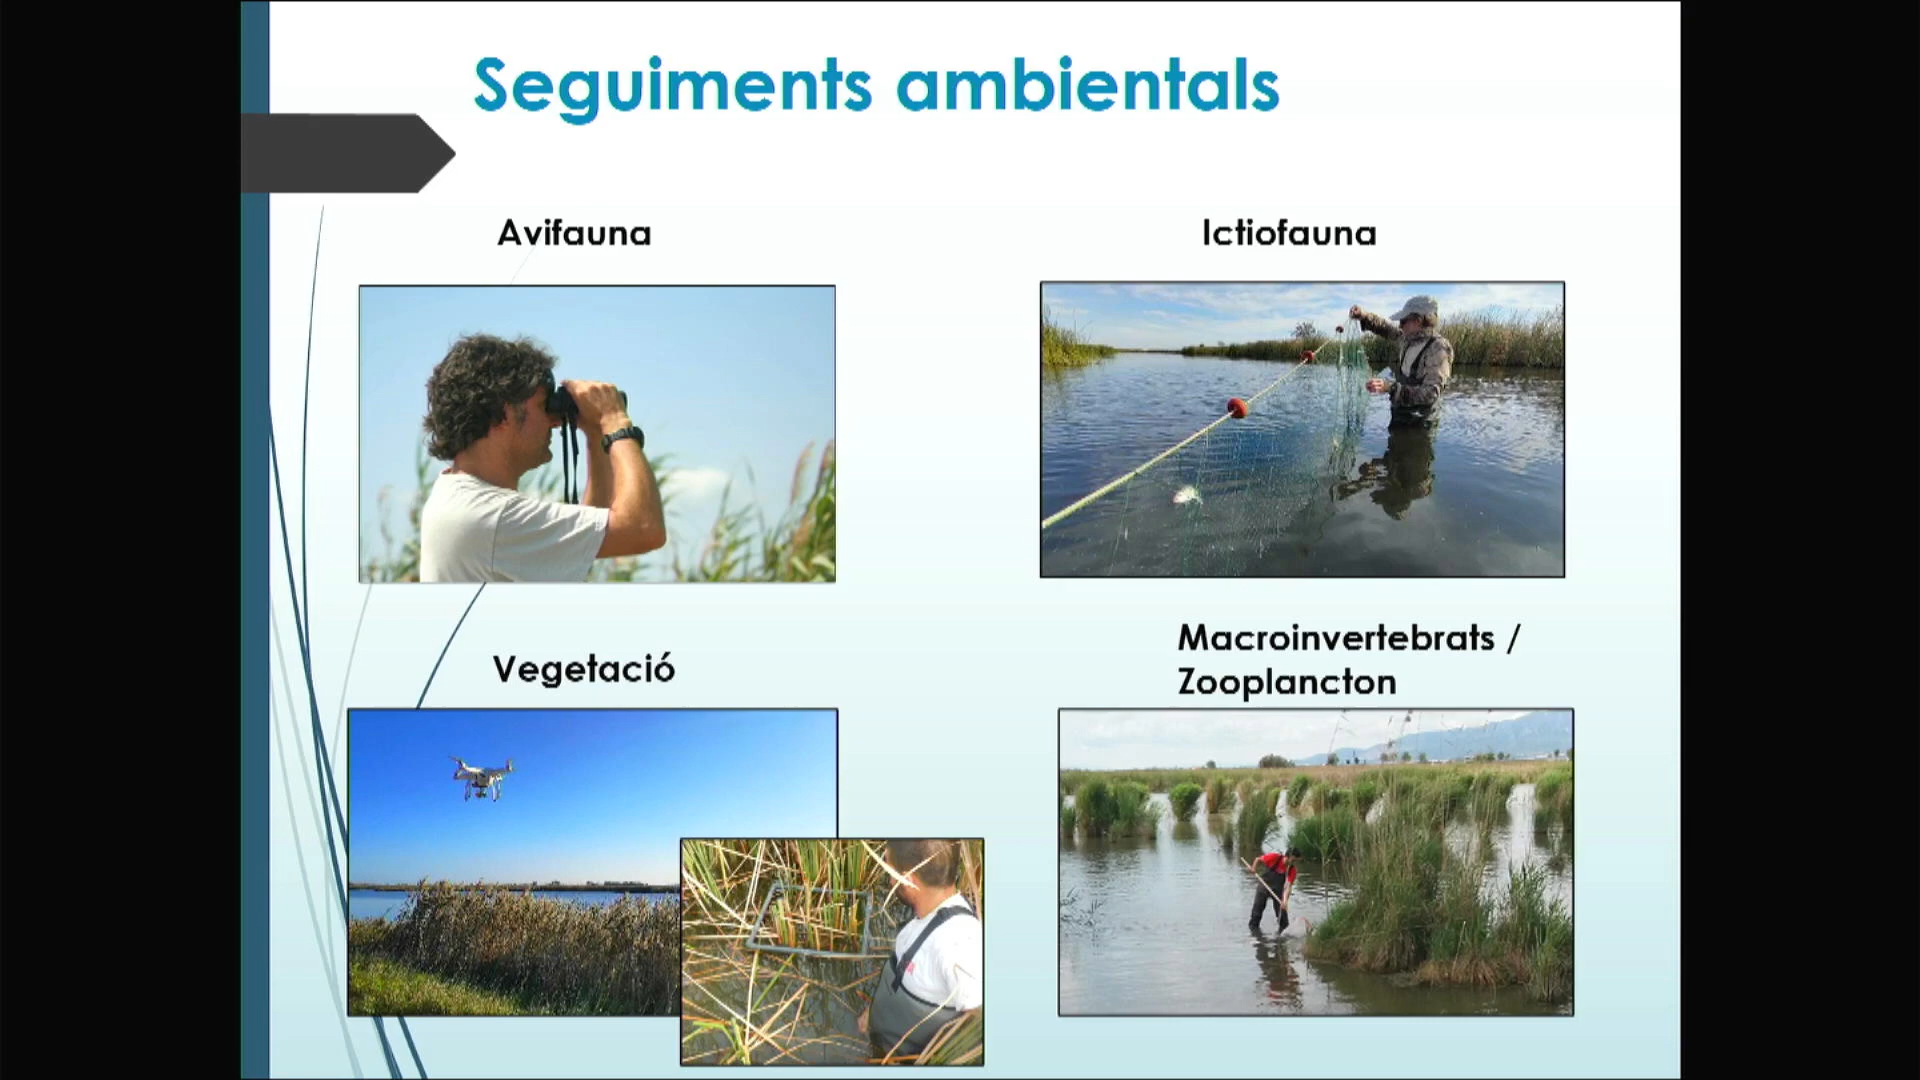 Seguiments ambientals
Avifauna
Ictiofauna
Vegetació
Macroinvertebrats /
Zooplancton